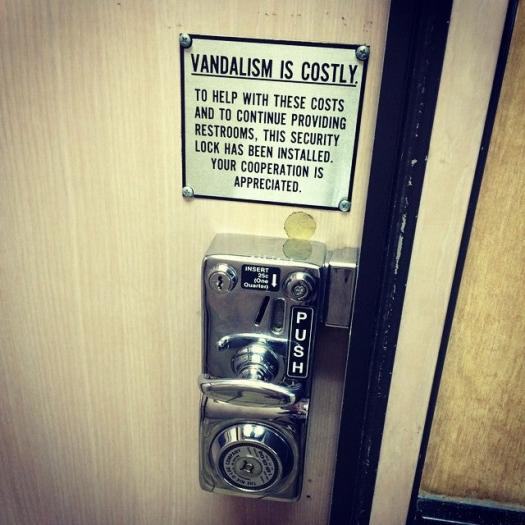 VANDALISM IS COSTLY.
TO HELP WITH THESE COSTS
AND TO CONTINUE PROVIDING
RESTROOMS, THIS SECURITY
LOCK HAS BEEN INSTALLED.
YOUR COOPERATION IS
APPRECIATED.
INSERT
25c
(One
Quarter)
PUSH